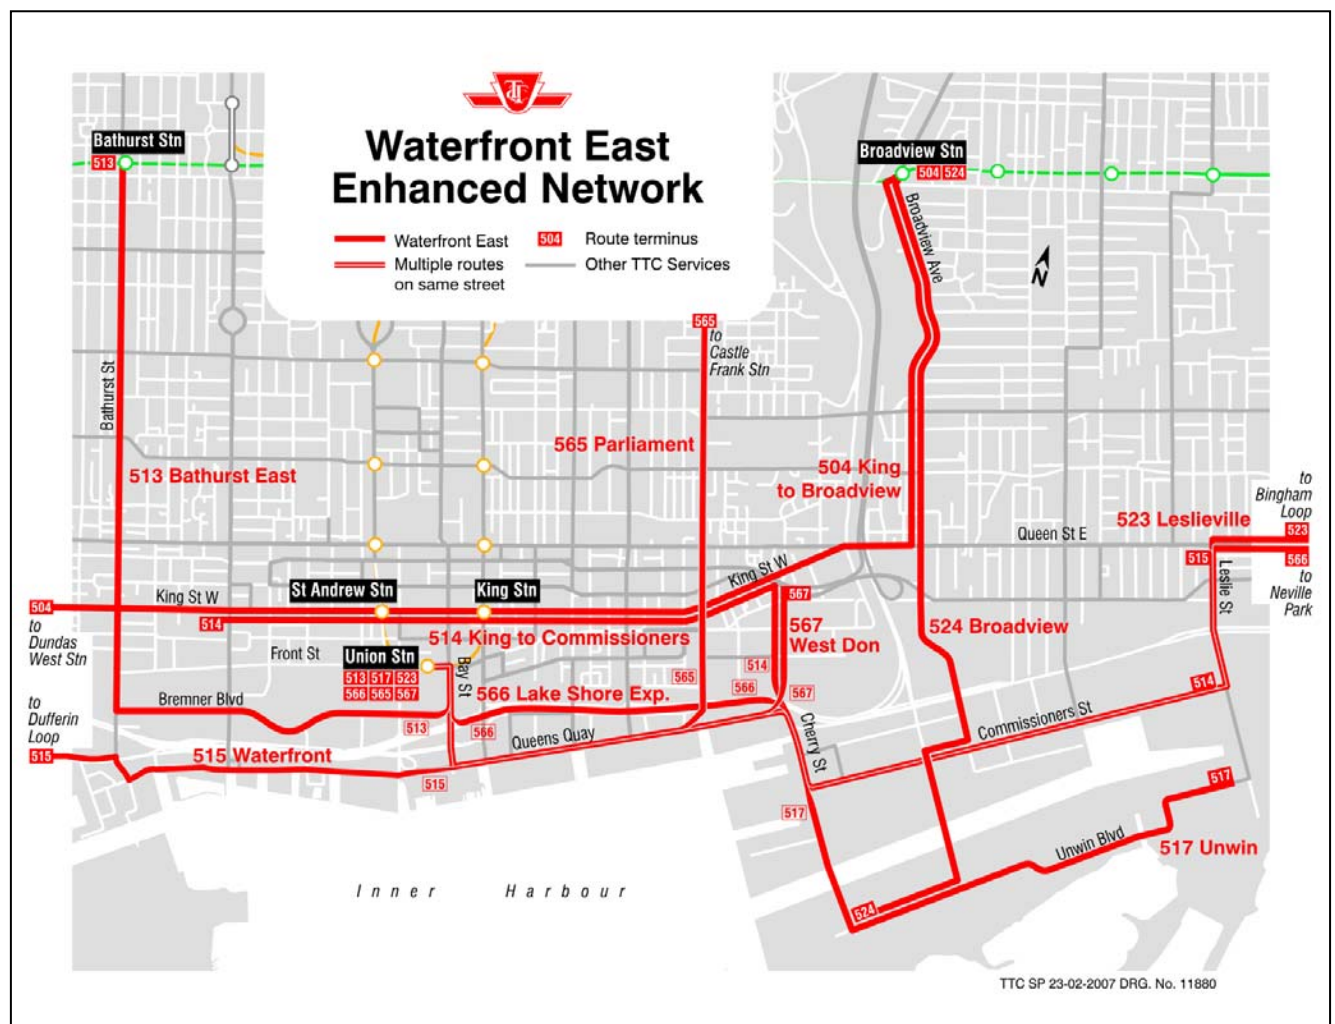 Waterfront East
Enhanced Network
Waterfront East
504 Route terminus
Multiple routes
on same street
Other TTC Services
Bathurst Stn
513
Broadview Stn
504 524
Broadview Ave
N
565
to
Castle
Frank Stn
Bathurst St
565 Parliament
513 Bathurst East
504 King
to Broadview
to
Bingham
Loop
523 Leslieville
523
Queen St E
515
566
to
Neville
Park
Leslie St
King St W
St Andrew Stn
King Stn
King St W
567
504
to
Dundas
West Stn
514
514 King to Commissioners
567
West Don
524 Broadview
Front St
Union Stn
513 517 523
566 565 567
Bay St
565
514
566
567
514
566 Lake Shore Exp.
Bremner Blvd
to
Dufferin
Loop
515
513
566
Queens Quay
Cherry St
Commissioners St
515 Waterfront
515
517
517
Unwin Blvd
517 Unwin
524
Inner Harbour
TTC SP 23-02-2007 DRG. No. 11880